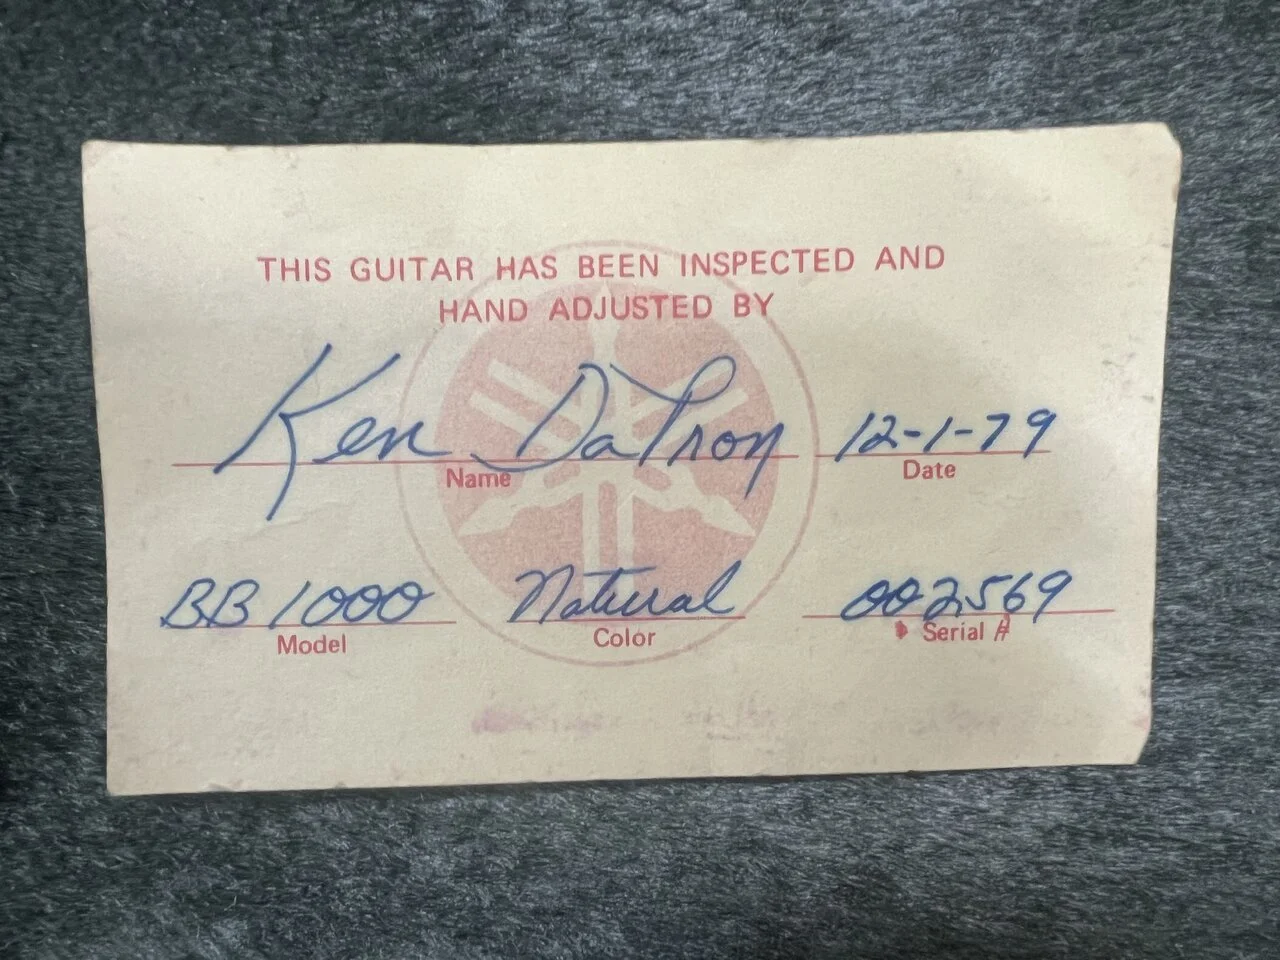 THIS GUITAR HAS BEEN INSPECTED AND
HAND ADJUSTED BY
Ken DaPron 12-1-79
Name Date
BB1000 Natural 002569
Model Color Serial #